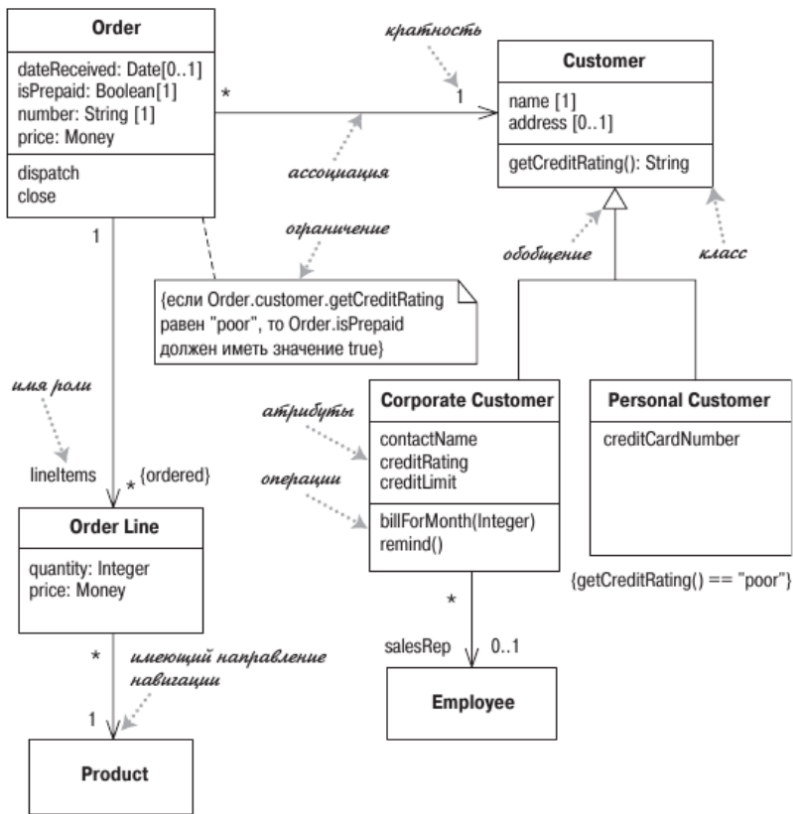 Order
dateReceived: Date[0..1]
isPrepaid: Boolean[1]
number: String [1]
price: Money
dispatch
close
*
1
кратность
ассоциация
Customer
name [1]
address [0..1]
getCreditRating(): String
1
ограничение
обобщение
класс
{если Order.customer.getCreditRating
равен "poor", то Order.isPrepaid
должен иметь значение true}
имя роли
lineItems
* {ordered}
атрибуты
операции
Corporate Customer
contactName
creditRating
creditLimit
billForMonth(Integer)
remind()
Personal Customer
creditCardNumber
{getCreditRating() == "poor"}
Order Line
quantity: Integer
price: Money
*
имеющий направление
навигации
1
Product
*
salesRep
0..1
Employee